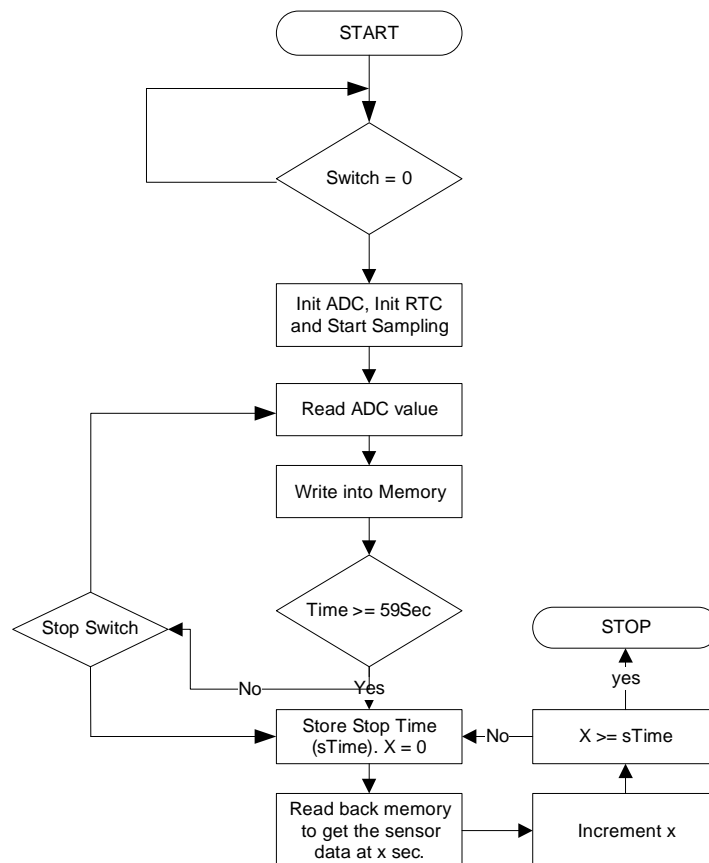 START
Switch = 0
Init ADC, Init RTC
and Start Sampling
Read ADC value
Write into Memory
Time >= 59Sec
Stop Switch
STOP
yes
No
Yes
Store Stop Time
(sTime). X = 0
No
X >= sTime
Read back memory
to get the sensor
data at x sec.
Increment x